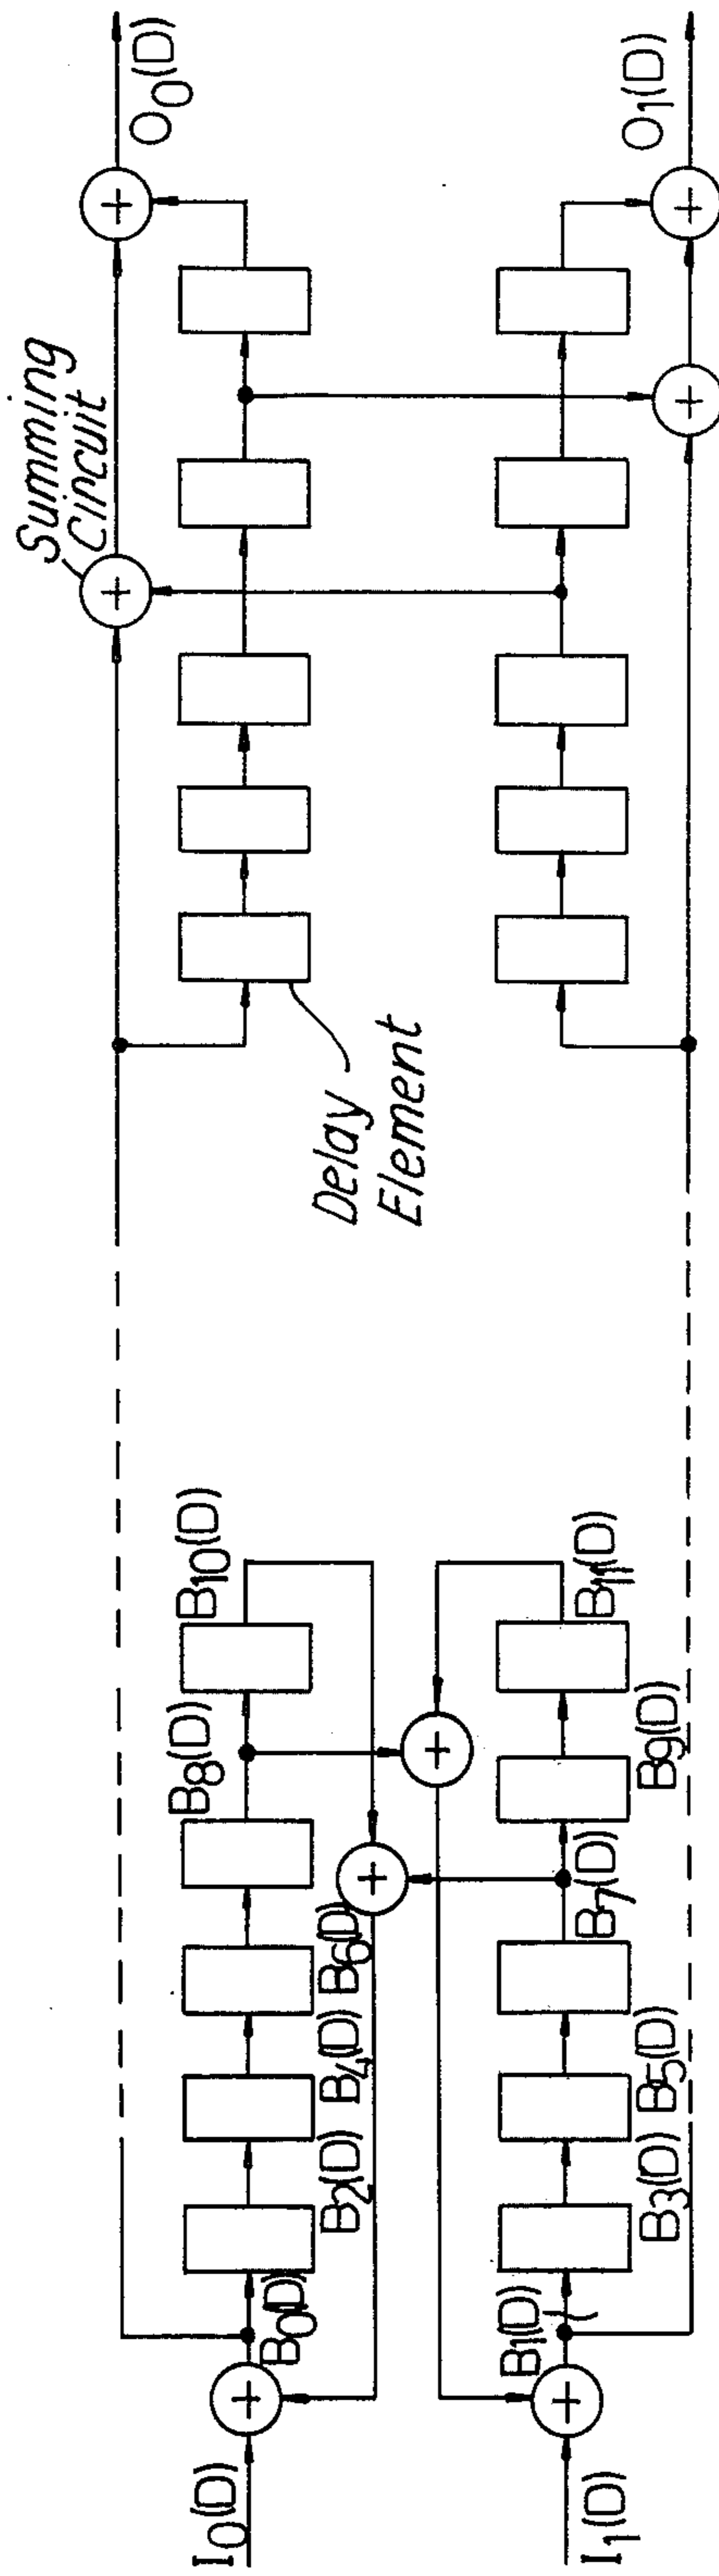 I₀(D)
B₀(D)
B₂(D)
B₄(D)
B₆(D)
B₈(D)
B₁₀(D)
I₁(D)
B₁(D)
B₃(D)
B₅(D)
B₇(D)
B₉(D)
B₁₁(D)
+
+
+
+
Delay
Element
Summing
Circuit
+
+
+
+
O₀(D)
O₁(D)